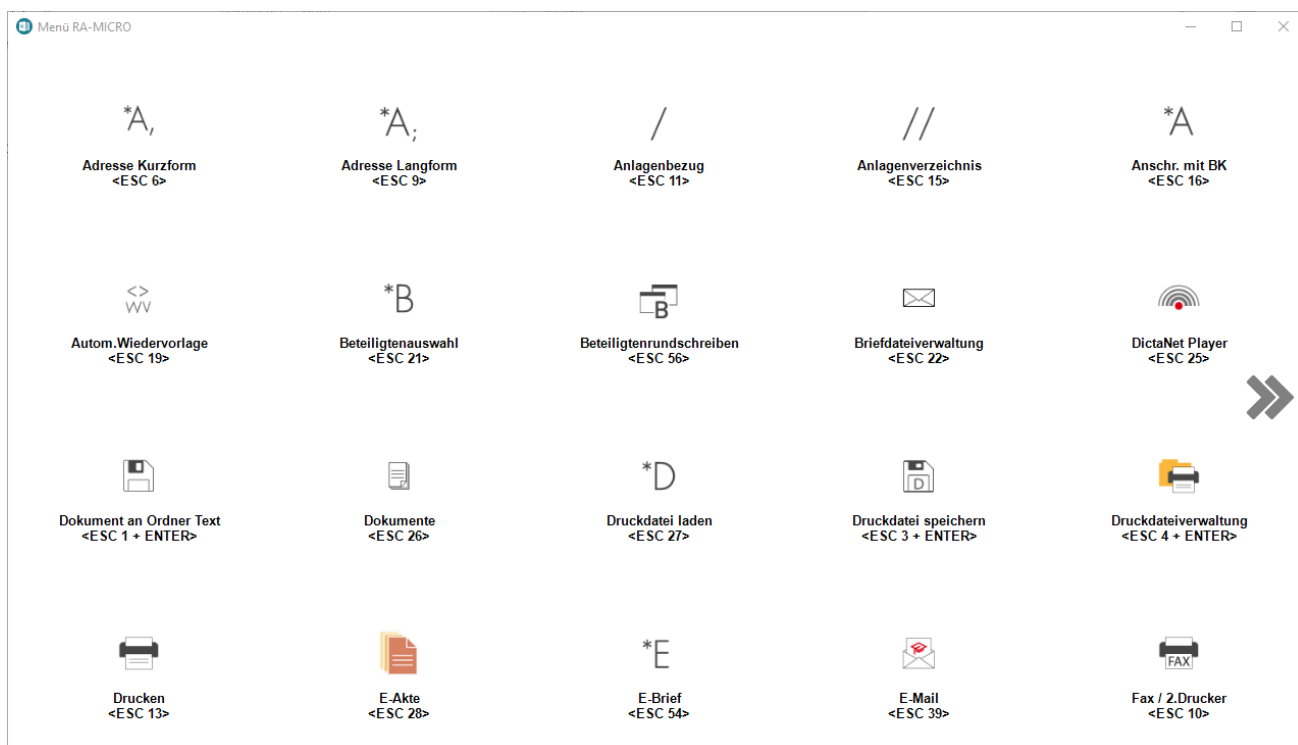 Menü RA-MICRO
*A, *A; / // *A
Adresse Kurzform Adresse Langform Anlagenbezug Anlagenverzeichnis Anschr. mit BK
<ESC 6> <ESC 9> <ESC 11> <ESC 15> <ESC 16>
<> *B B
WV
Autom.Wiedervorlage Beteiligtenauswahl Beteiligtenrundschreiben Briefdateiverwaltung DictaNet Player
<ESC 19> <ESC 21> <ESC 56> <ESC 22> <ESC 25>
*D D
Dokument an Ordner Text Dokumente Druckdatei laden Druckdatei speichern Druckdateiverwaltung
<ESC 1 + ENTER> <ESC 26> <ESC 27> <ESC 3 + ENTER> <ESC 4 + ENTER>
*E FAX
Drucken E-Akte E-Brief E-Mail Fax / 2.Drucker
<ESC 13> <ESC 28> <ESC 54> <ESC 39> <ESC 10>